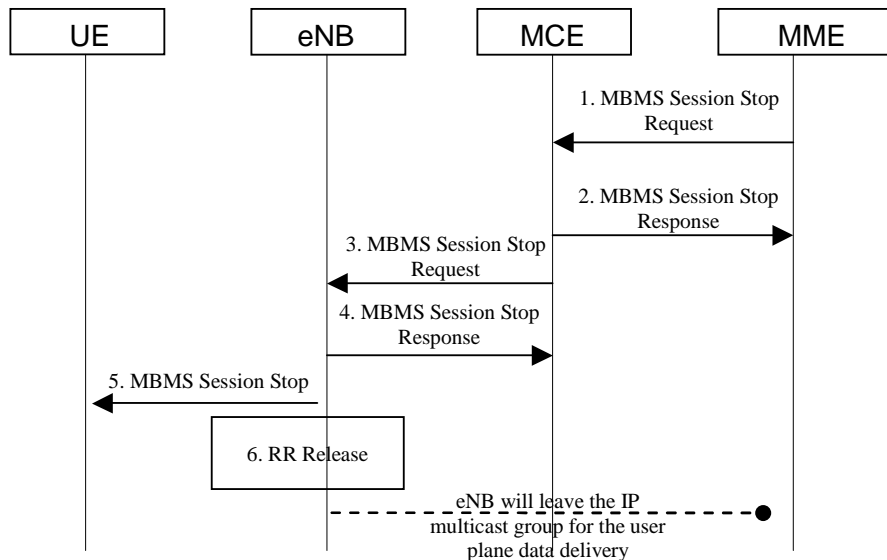 UE
eNB
MCE
MME
1. MBMS Session Stop
Request
2. MBMS Session Stop
Response
3. MBMS Session Stop
Request
4. MBMS Session Stop
Response
5. MBMS Session Stop
6. RR Release
eNB will leave the IP
multicast group for the user
plane data delivery